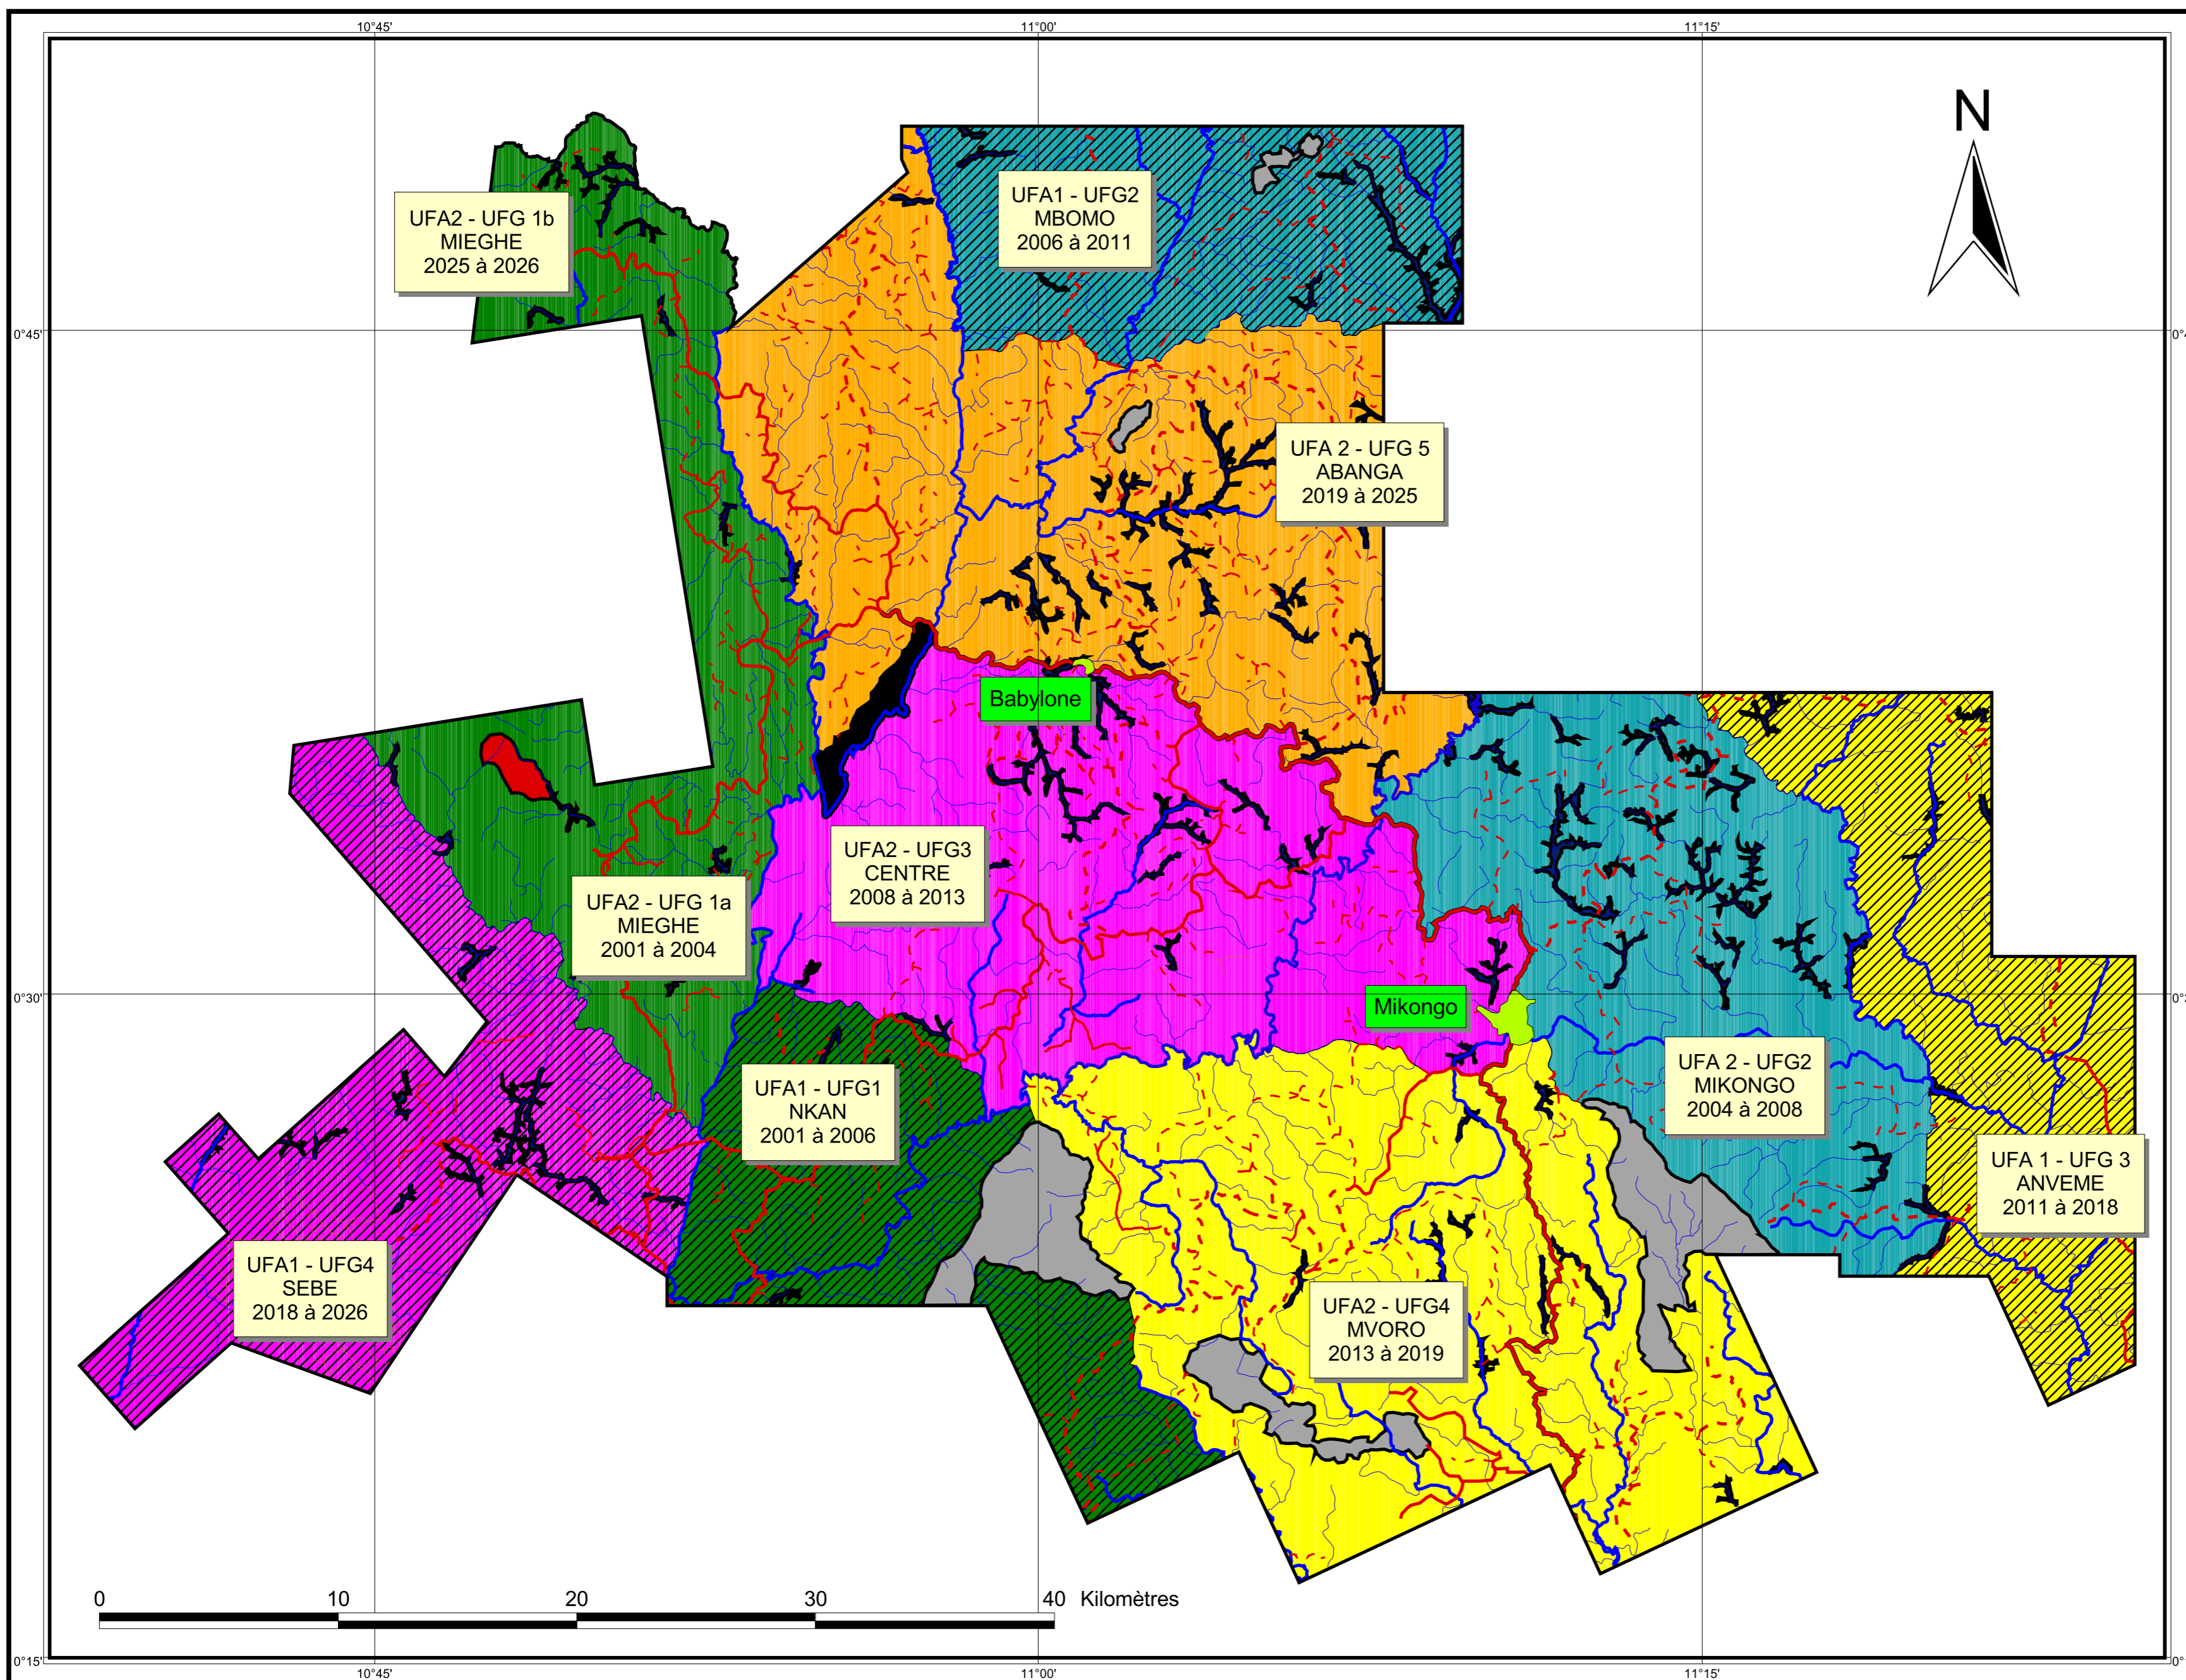 10°45'
11°00'
11°15'
N
UFA2 - UFG 1b
MIEGHE
2025 à 2026
UFA1 - UFG2
MBOMO
2006 à 2011
0°45'
UFA 2 - UFG 5
ABANGA
2019 à 2025
Babylone
UFA2 - UFG3
CENTRE
2008 à 2013
UFA2 - UFG 1a
MIEGHE
2001 à 2004
0°30'
Mikongo
UFA 2 - UFG2
MIKONGO
2004 à 2008
UFA1 - UFG1
NKAN
2001 à 2006
UFA 1 - UFG 3
ANVEME
2011 à 2018
UFA1 - UFG4
SEBE
2018 à 2026
UFA2 - UFG4
MVORO
2013 à 2019
0 10 20 30 40 Kilomètres
0°15'
10°45'
11°00'
11°15'